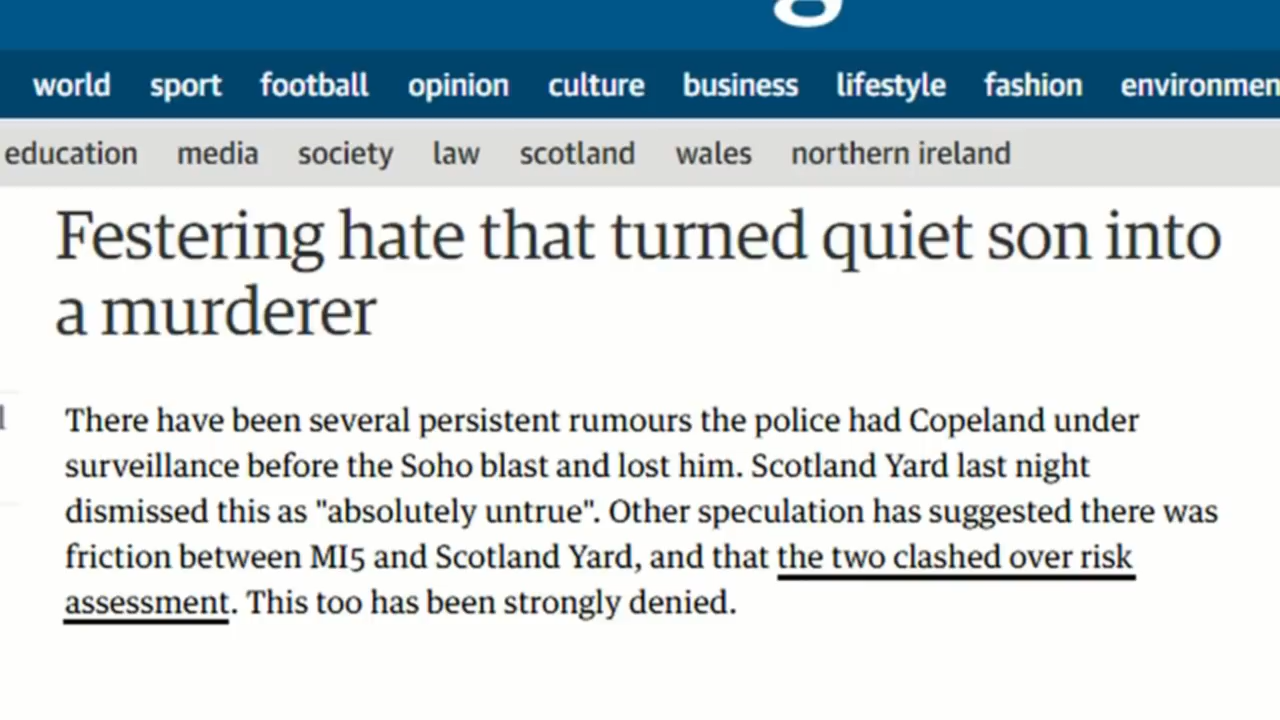 world sport football opinion culture business lifestyle fashion environmen
education media society law scotland wales northern ireland
Festering hate that turned quiet son into
a murderer
There have been several persistent rumours the police had Copeland under
surveillance before the Soho blast and lost him. Scotland Yard last night
dismissed this as "absolutely untrue". Other speculation has suggested there was
friction between MI5 and Scotland Yard, and that the two clashed over risk
assessment. This too has been strongly denied.